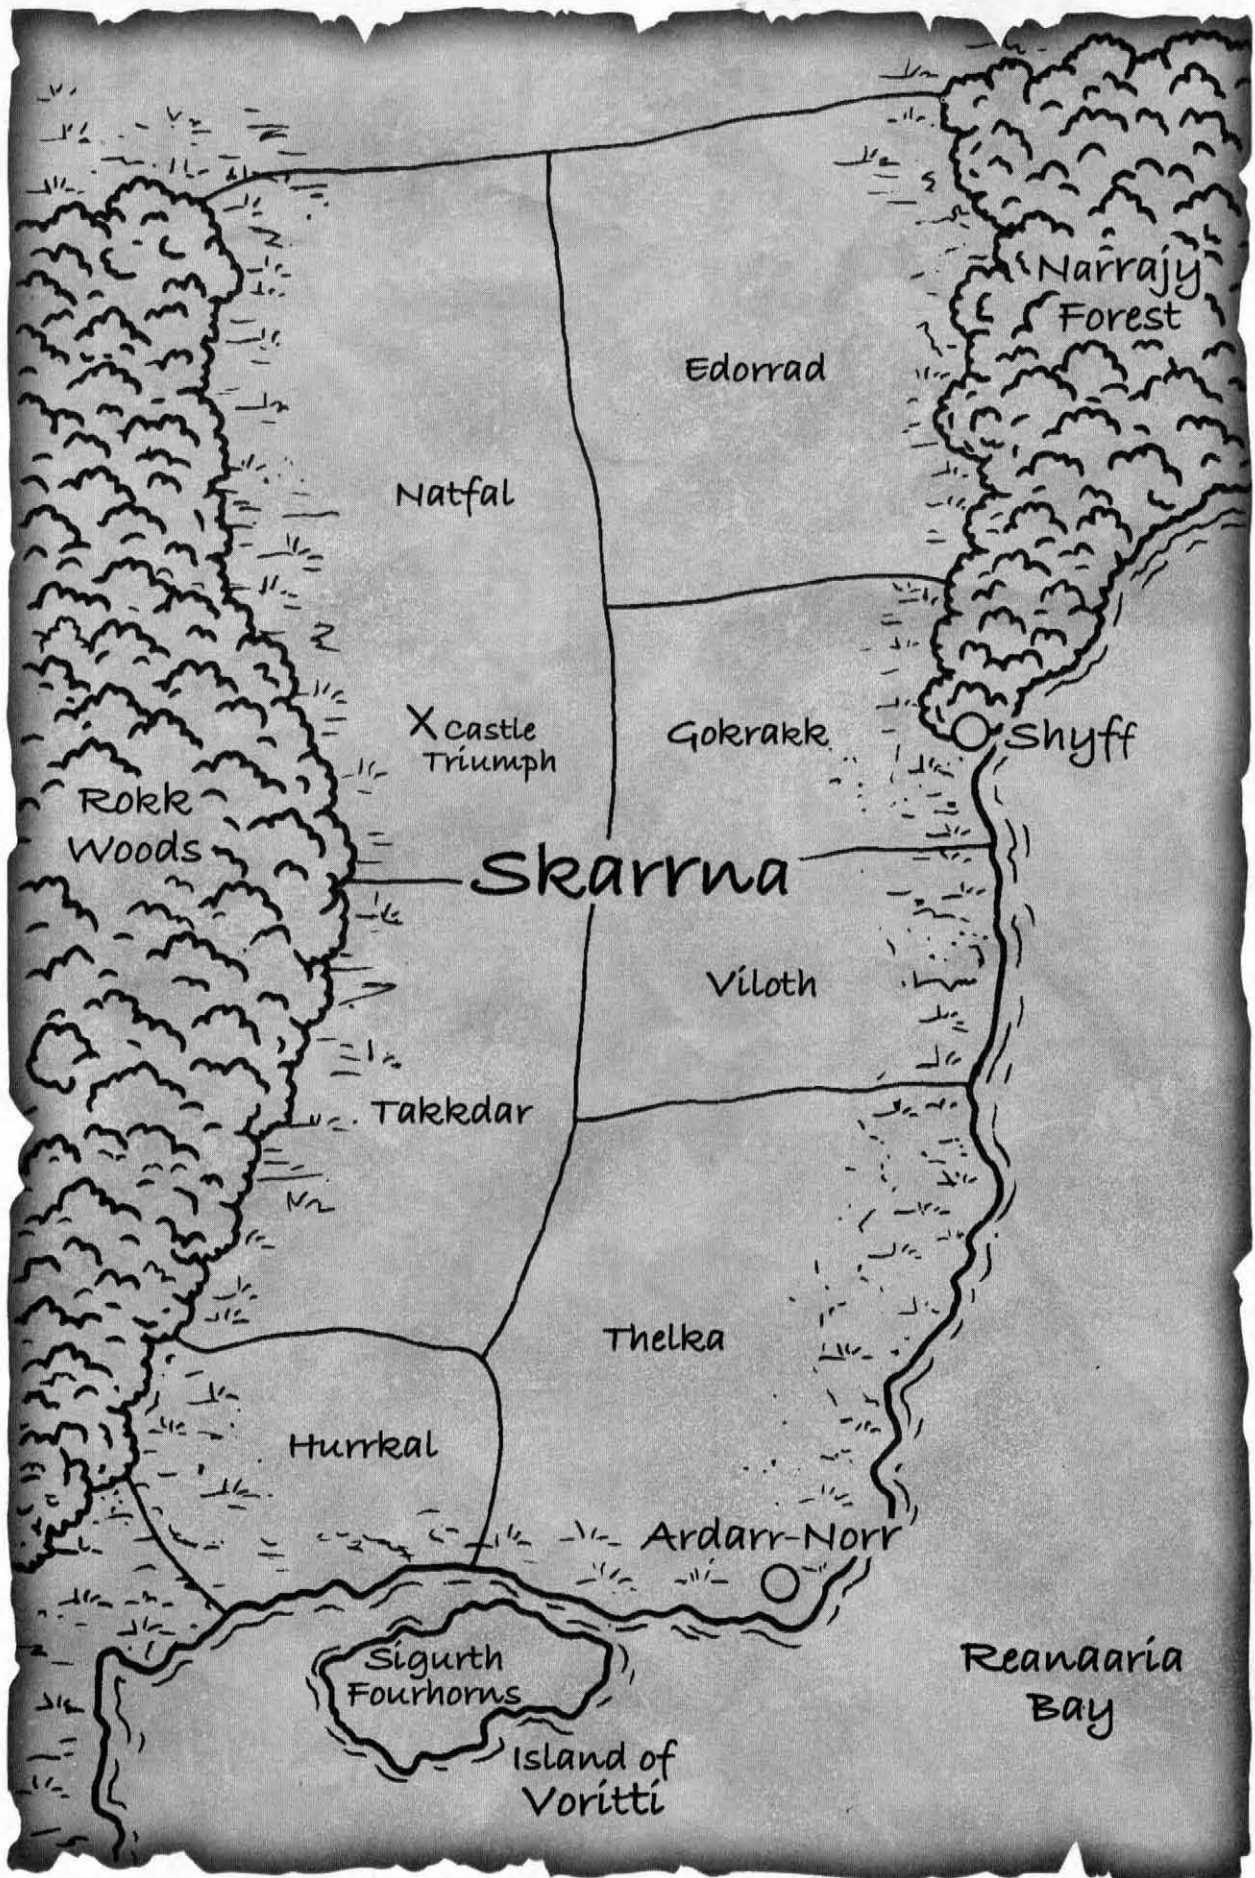 Narrajy
Forest
Edorrad
Natfal
X Castle
Triumph
Gokrakk
Shyff
Rokk
Woods
Skarrna
Viloth
Takkdar
Thelka
Hurrkal
Ardarr-Norr
Sigurth
Fourhorns
Reanaaria
Bay
Island of
Voritti